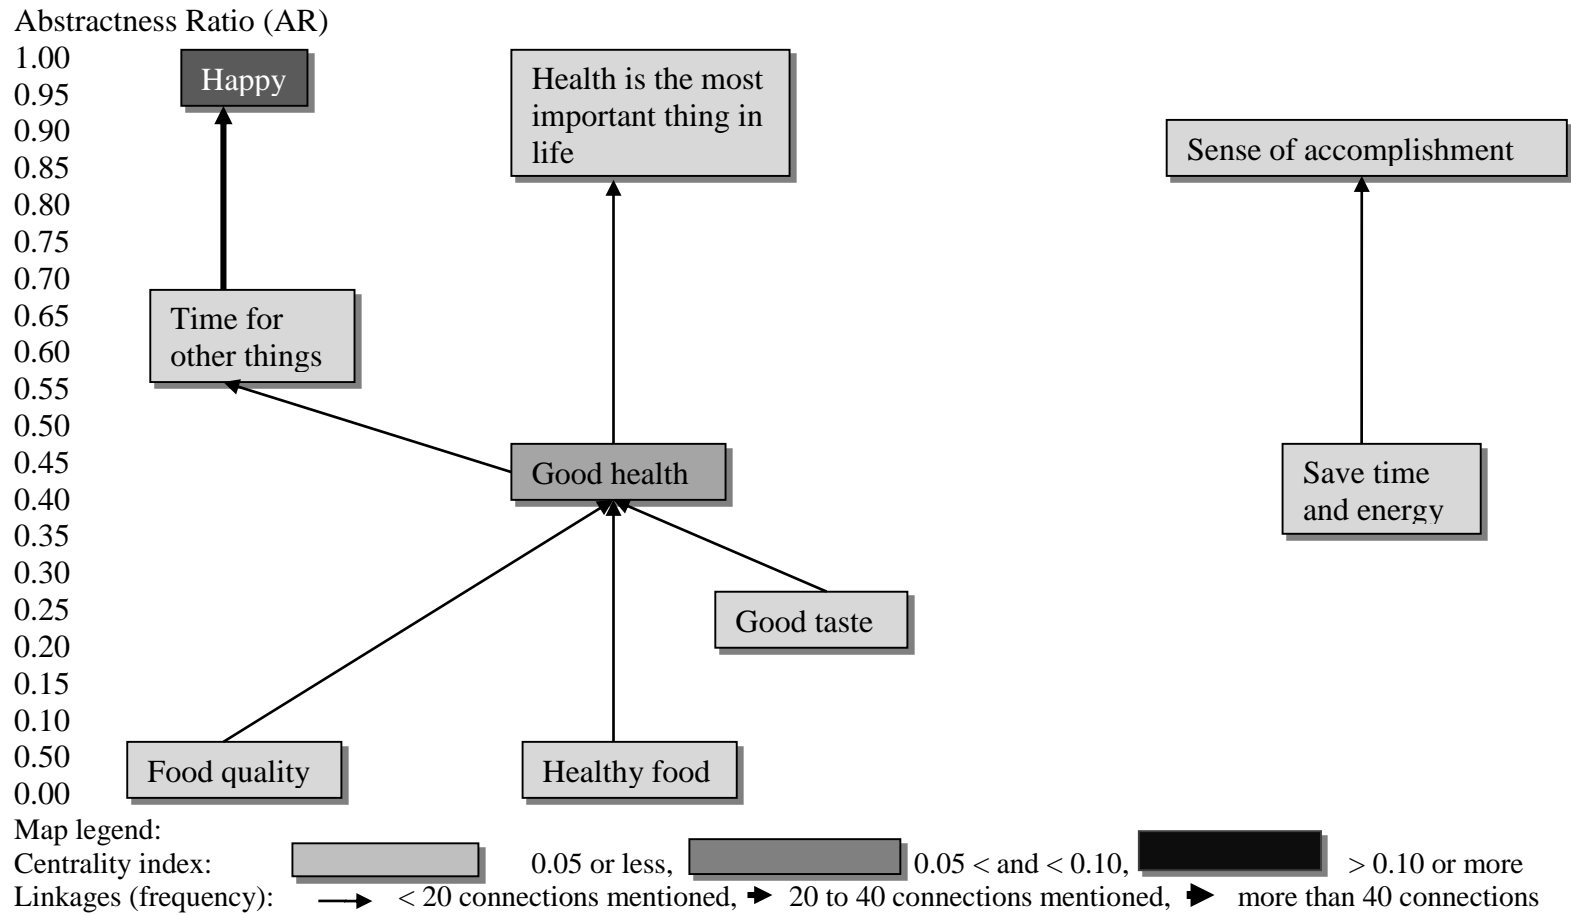 Abstractness Ratio (AR)
1.00
0.95
0.90
0.85
0.80
0.75
0.70
0.65
0.60
0.55
0.50
0.45
0.40
0.35
0.30
0.25
0.20
0.15
0.10
0.50
0.00
Happy
Health is the most
important thing in
life
Sense of accomplishment
Time for
other things
Good health
Save time
and energy
Good taste
Food quality
Healthy food
Map legend:
Centrality index: 0.05 or less, 0.05 < and < 0.10, > 0.10 or more
Linkages (frequency): < 20 connections mentioned, 20 to 40 connections mentioned, more than 40 connections